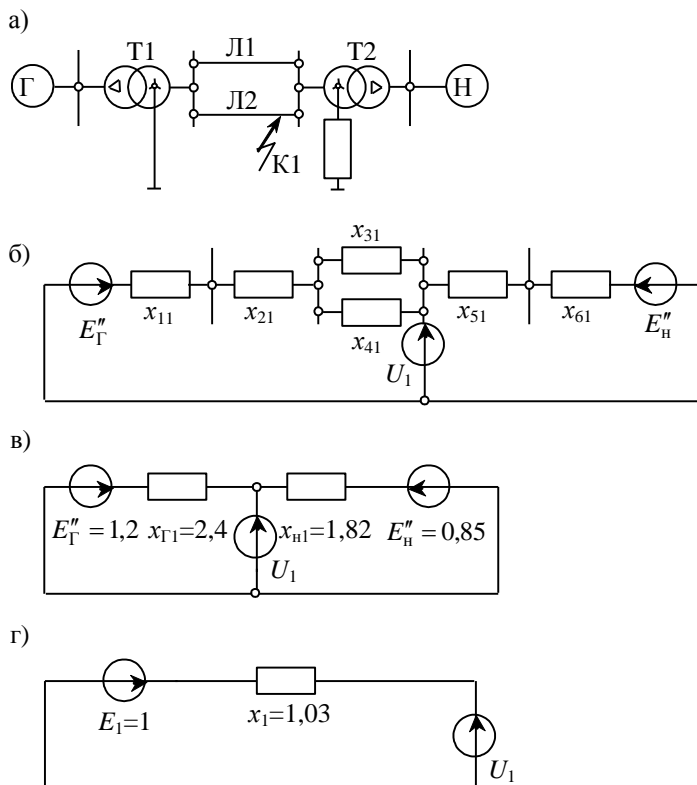 а)
Г Т1 Л1 Л2 К1 Т2 Н
б)
E″Г x11 x21 x31 x41 U1 x51 x61 E″н
в)
E″Г = 1,2 xГ1=2,4 U1 xн1=1,82 E″н = 0,85
г)
E1=1 x1=1,03 U1